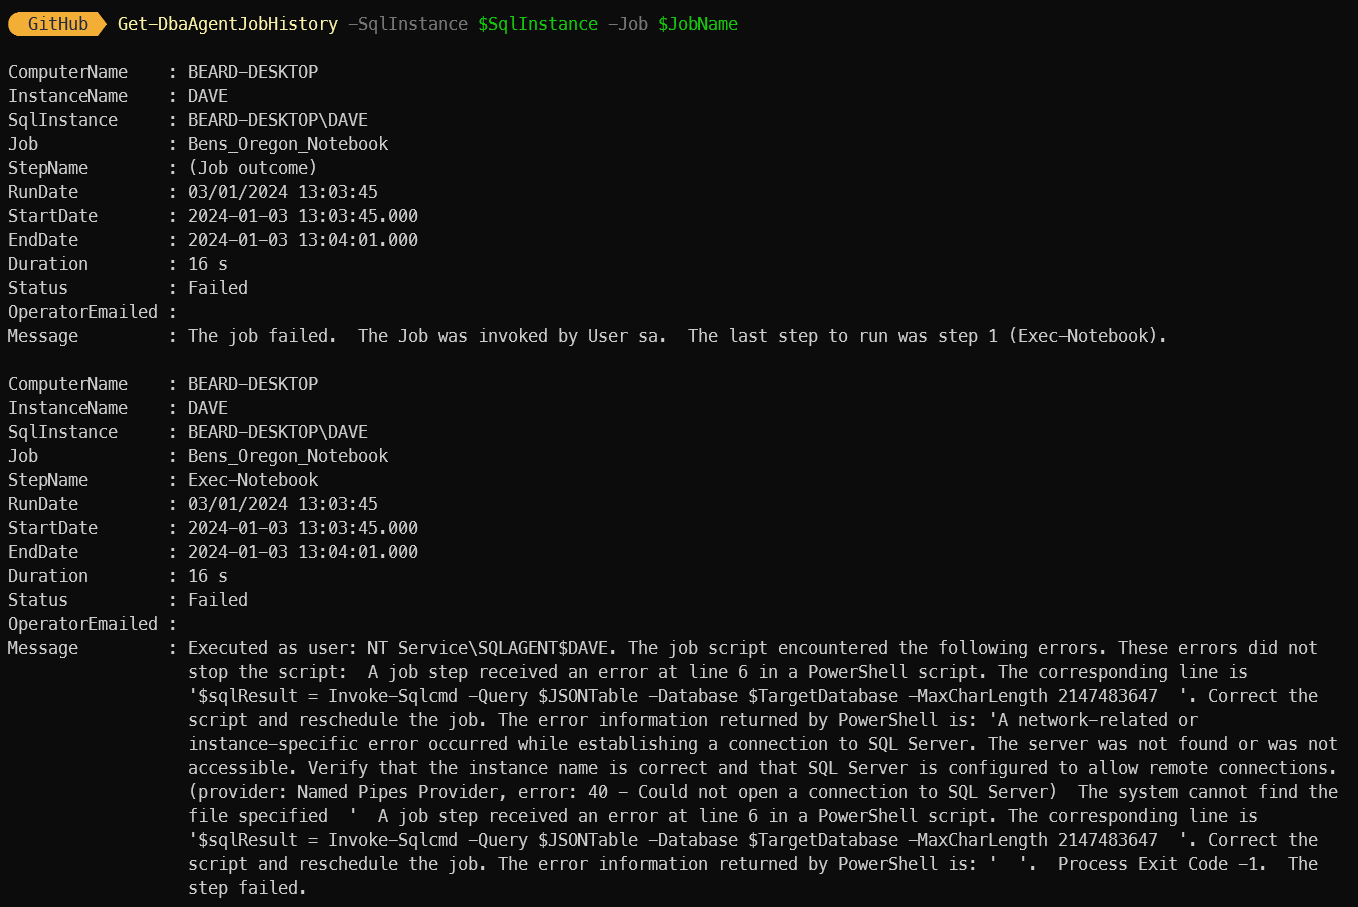 GitHub Get-DbaAgentJobHistory -SqlInstance $SqlInstance -Job $JobName
ComputerName : BEARD-DESKTOP
InstanceName : DAVE
SqlInstance : BEARD-DESKTOP\DAVE
Job : Bens_Oregon_Notebook
StepName : (Job outcome)
RunDate : 03/01/2024 13:03:45
StartDate : 2024-01-03 13:03:45.000
EndDate : 2024-01-03 13:04:01.000
Duration : 16 s
Status : Failed
OperatorEmailed :
Message : The job failed.  The Job was invoked by User sa.  The last step to run was step 1 (Exec-Notebook).
ComputerName : BEARD-DESKTOP
InstanceName : DAVE
SqlInstance : BEARD-DESKTOP\DAVE
Job : Bens_Oregon_Notebook
StepName : Exec-Notebook
RunDate : 03/01/2024 13:03:45
StartDate : 2024-01-03 13:03:45.000
EndDate : 2024-01-03 13:04:01.000
Duration : 16 s
Status : Failed
OperatorEmailed :
Message : Executed as user: NT Service\SQLAGENT$DAVE. The job script encountered the following errors. These errors did not
stop the script:  A job step received an error at line 6 in a PowerShell script. The corresponding line is
'$sqlResult = Invoke-Sqlcmd -Query $JSONTable -Database $TargetDatabase -MaxCharLength 2147483647  '. Correct the
script and reschedule the job. The error information returned by PowerShell is: 'A network-related or
instance-specific error occurred while establishing a connection to SQL Server. The server was not found or was not
accessible. Verify that the instance name is correct and that SQL Server is configured to allow remote connections.
(provider: Named Pipes Provider, error: 40 - Could not open a connection to SQL Server)  The system cannot find the
file specified  '  A job step received an error at line 6 in a PowerShell script. The corresponding line is
'$sqlResult = Invoke-Sqlcmd -Query $JSONTable -Database $TargetDatabase -MaxCharLength 2147483647  '. Correct the
script and reschedule the job. The error information returned by PowerShell is: '  '.  Process Exit Code -1.  The
step failed.